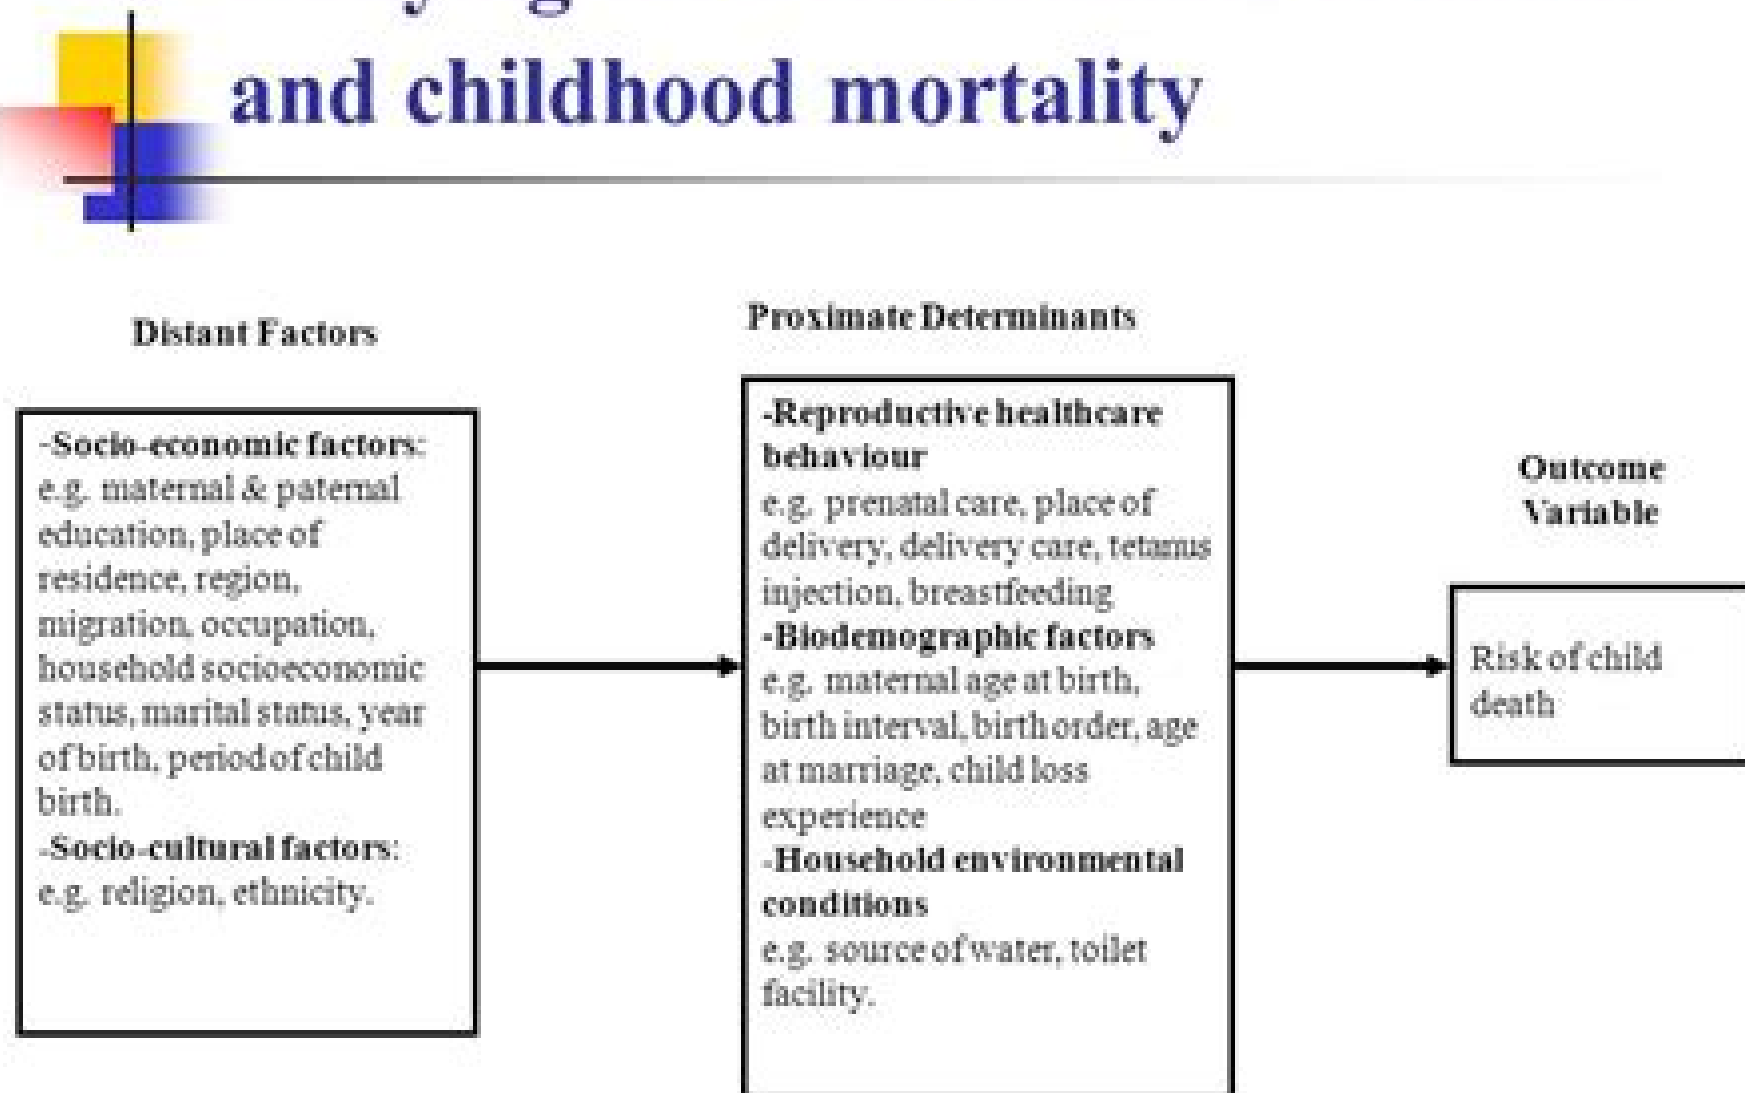 and childhood mortality
Distant Factors
-Socio-economic factors:
e.g. maternal & paternal
education, place of
residence, region,
migration, occupation,
household socioeconomic
status, marital status, year
of birth, period of child
birth.
-Socio-cultural factors:
e.g. religion, ethnicity.
Proximate Determinants
-Reproductive healthcare
behaviour
e.g. prenatal care, place of
delivery, delivery care, tetanus
injection, breastfeeding
-Biodemographic factors
e.g. maternal age at birth,
birth interval, birth order, age
at marriage, child loss
experience
-Household environmental
conditions
e.g. source of water, toilet
facility.
Outcome
Variable
Risk of child
death